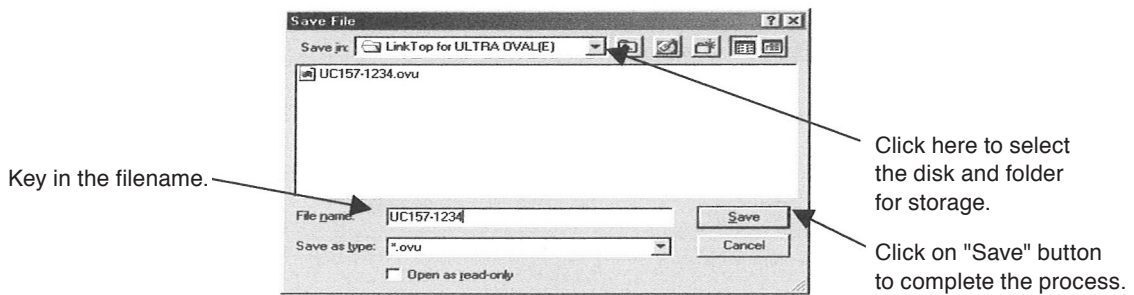 Save File
Save in: LinkTop for ULTRA OVAL(E)
UC157-1234.ovu
Click here to select
the disk and folder
for storage.
Key in the filename.
File name: UC157-1234 Save
Save as type: *.ovu Cancel
Open as read-only
Click on "Save" button
to complete the process.